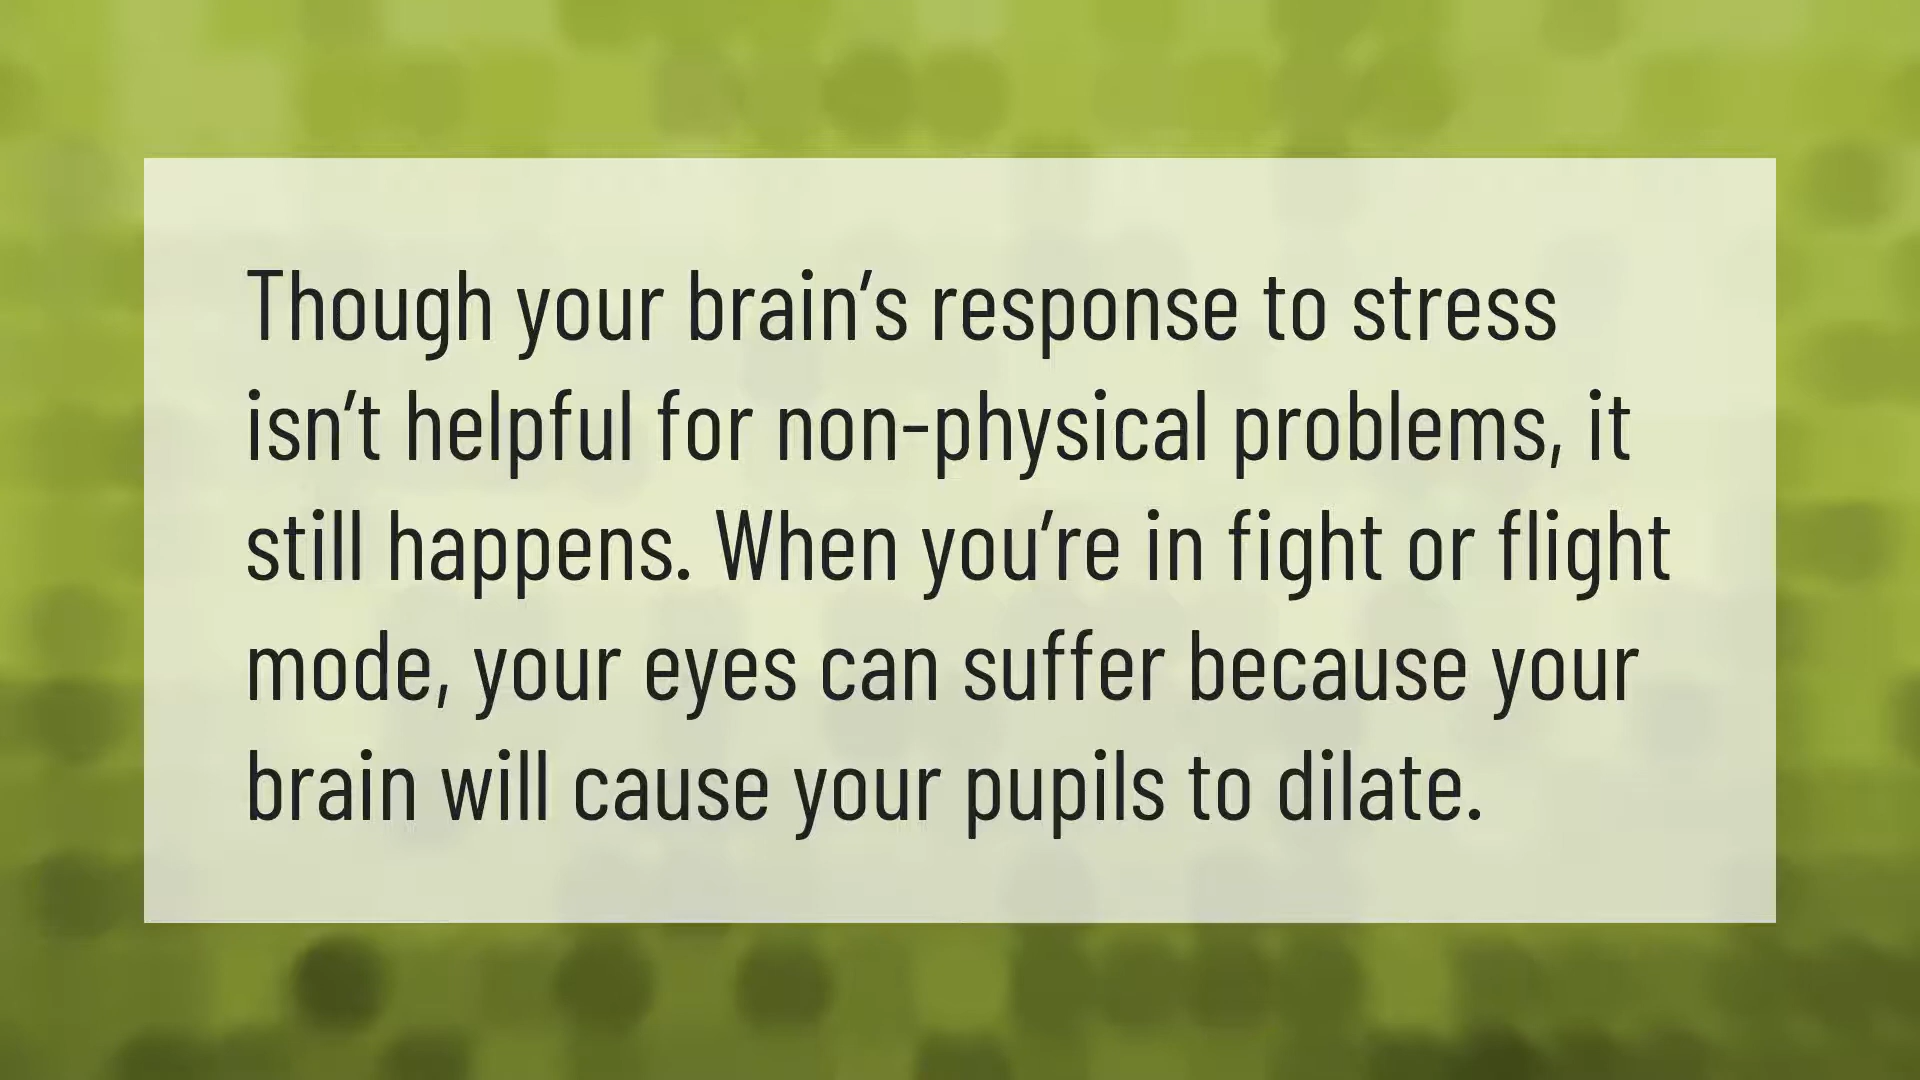 Though your brain’s response to stress
isn’t helpful for non-physical problems, it
still happens. When you’re in fight or flight
mode, your eyes can suffer because your
brain will cause your pupils to dilate.